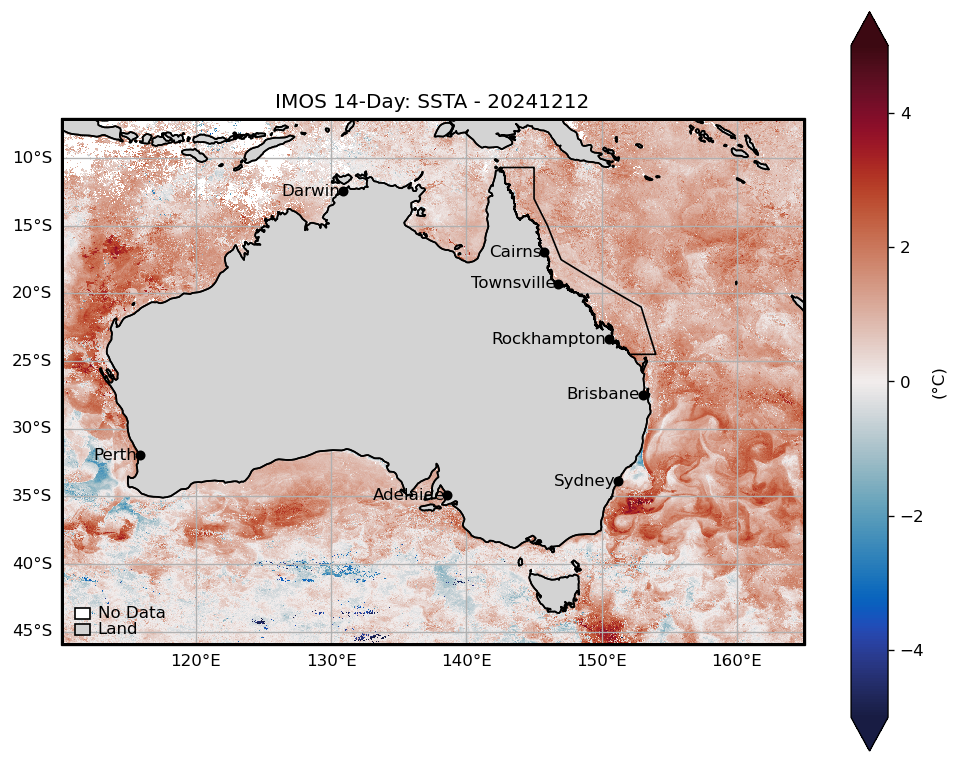 IMOS 14-Day: SSTA - 20241212
10°S
15°S
20°S
25°S
30°S
35°S
40°S
45°S
120°E
130°E
140°E
150°E
160°E
Darwin
Cairns
Townsville
Rockhampton
Brisbane
Perth
Sydney
Adelaide
No Data
Land
4
2
0
−2
−4
(°C)